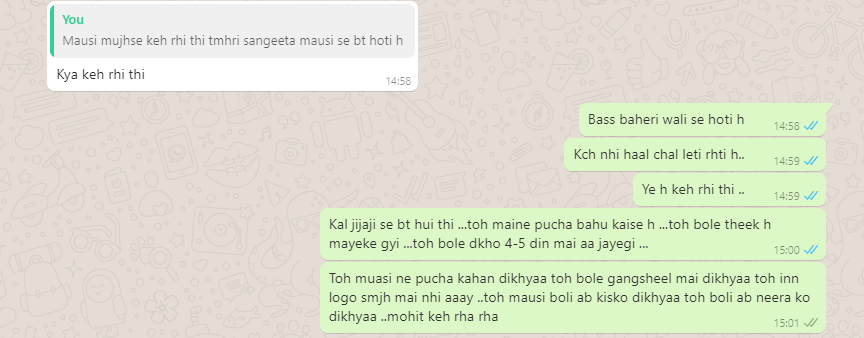 You
Mausi mujhse keh rhi thi tmhri sangeeta mausi se bt hoti h
Kya keh rhi thi
14:58
Bass baheri wali se hoti h
14:58
Kch nhi haal chal leti rhti h..
14:59
Ye h keh rhi thi ..
14:59
Kal jijaji se bt hui thi ...toh maine pucha bahu kaise h ...toh bole theek h
mayeke gyi ...toh bole dkho 4-5 din mai aa jayegi ...
15:00
Toh muasi ne pucha kahan dikhyaa toh bole gangsheel mai dikhyaa toh inn
logo smjh mai nhi aaay ..toh mausi boli ab kisko dikhyaa toh boli ab neera ko
dikhyaa ..mohit keh rha rha
15:01